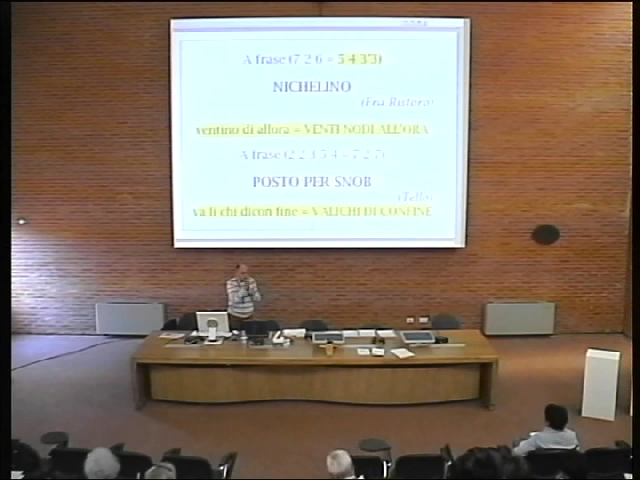 A frase (7 2 6 = 5 4 3'3)
NICHELINO
(Fra Ristoro)
ventino di allora = VENTI NODI ALL'ORA
A frase (2 2 3 5 4 = 7 2 7)
POSTO PER SNOB
(Tello)
va lì chi dicon fine = VALICHI DI CONFINE